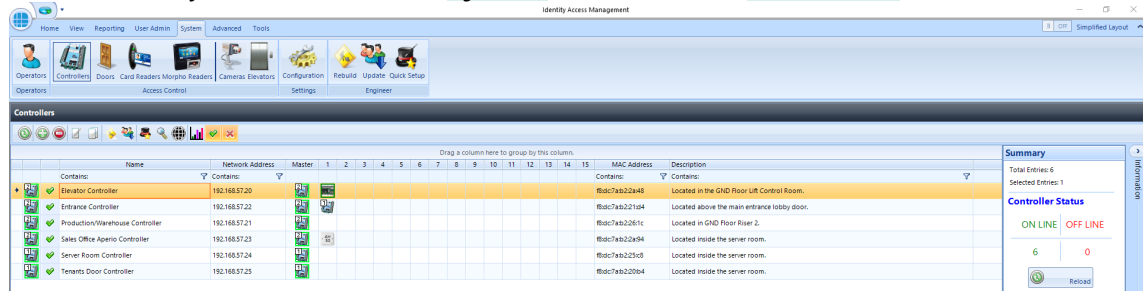 Identity Access Management
Home View Reporting User Admin System Advanced Tools
OFF Simplified Layout
Operators Controllers Doors Card Readers Morpho Readers Cameras Elevators Configuration Rebuild Update Quick Setup
Operators Access Control Settings Engineer
Controllers
Drag a column here to group by this column.
Name Network Address Master 1 2 3 4 5 6 7 8 9 10 11 12 13 14 15 MAC Address Description
Contains: Contains: Contains: Contains:
Elevator Controller 192.168.57.20 f8:dc:7a:b2:2a:48 Located in the GND Floor Lift Control Room.
Entrance Controller 192.168.57.22 f8:dc:7a:b2:21:d4 Located above the main entrance lobby door.
Production/Warehouse Controller 192.168.57.21 f8:dc:7a:b2:26:1c Located in GND Floor Riser 2.
Sales Office Aperio Controller 192.168.57.23 AH 30 f8:dc:7a:b2:2a:94 Located inside the server room.
Server Room Controller 192.168.57.24 f8:dc:7a:b2:25:c8 Located inside the server room.
Tenants Door Controller 192.168.57.25 f8:dc:7a:b2:20:b4 Located inside the server room.
Summary
Total Entries: 6
Selected Entries: 1
Controller Status
ON LINE OFF LINE
6 0
Reload
Information